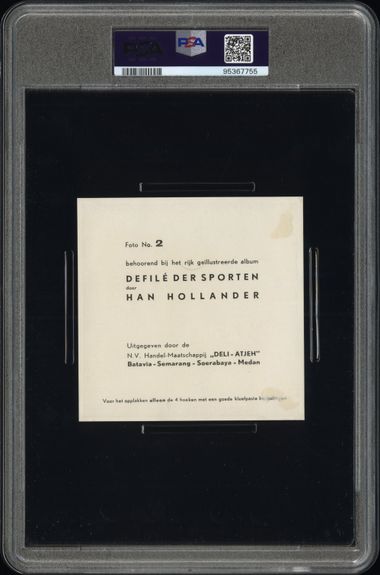 PSA
PSA
95367755
Foto No. 2
behoorend bij het rijk geïllustreerde album
DEFILÉ DER SPORTEN
door
HAN HOLLANDER
Uitgegeven door de
N.V. Handel-Maatschappij „DELI-ATJEH"
Batavia - Semarang - Soerabaya - Medan
Voor het opplakken alleen de 4 hoeken met een goede kleefpaste